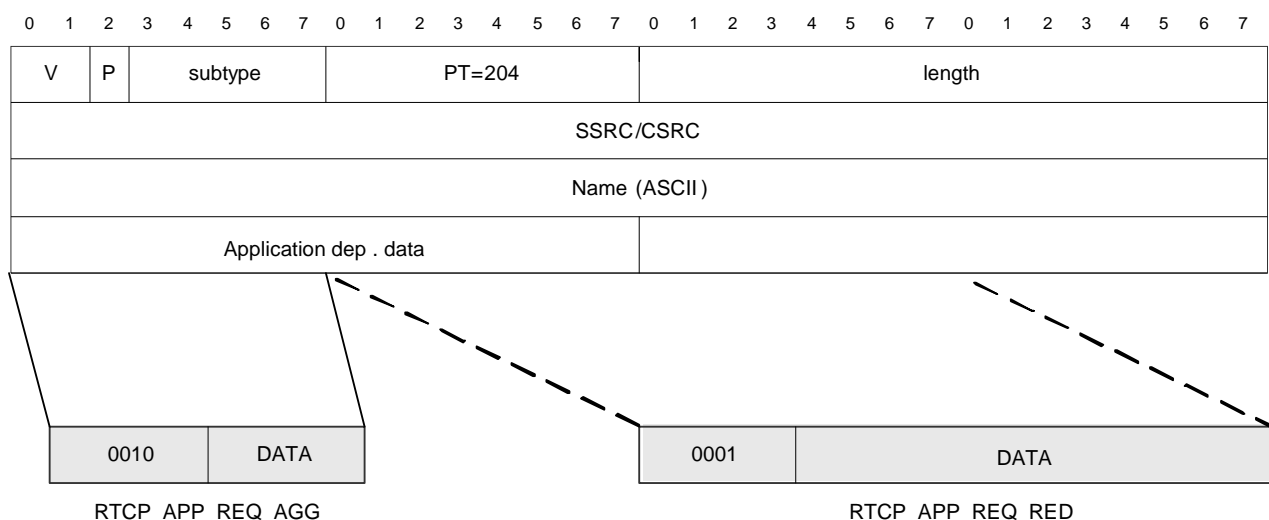 0 1 2 3 4 5 6 7 0 1 2 3 4 5 6 7 0 1 2 3 4 5 6 7 0 1 2 3 4 5 6 7
V P subtype PT=204 length
SSRC/CSRC
Name (ASCII)
Application dep . data
0010 DATA 0001 DATA
RTCP APP REQ AGG RTCP APP REQ RED